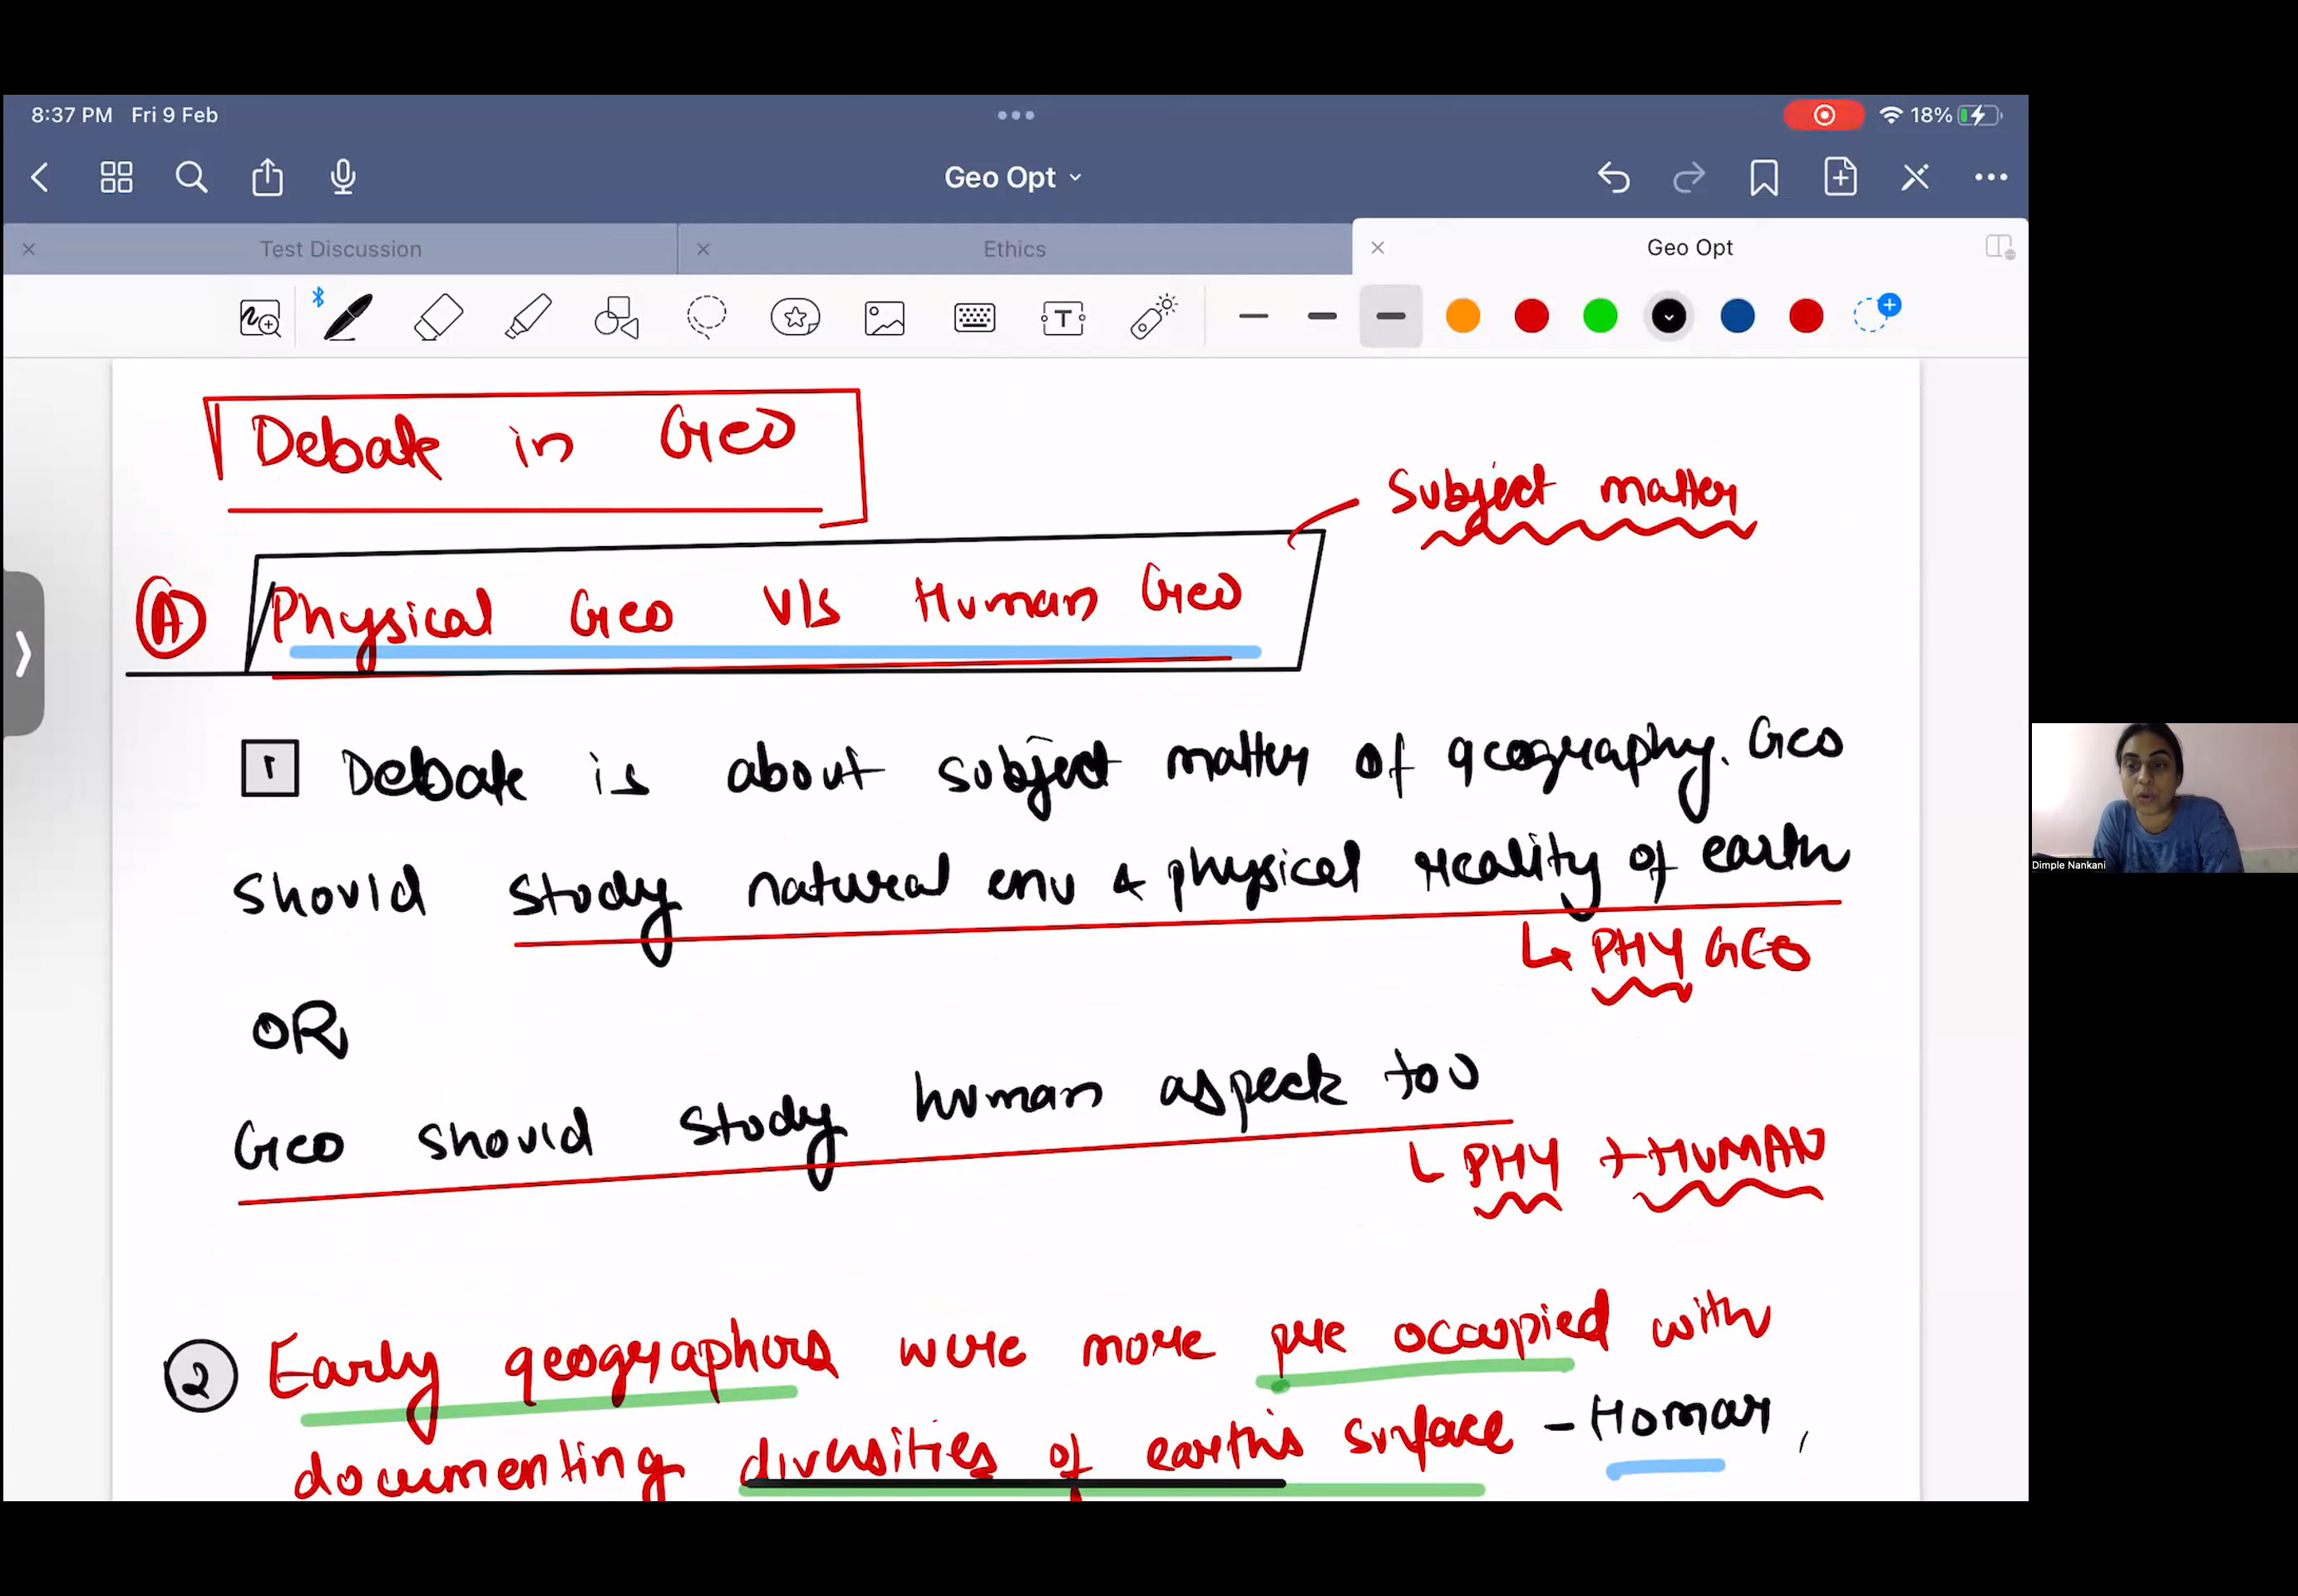 8:37 PM Fri 9 Feb
18%
Geo Opt
Test Discussion
Ethics
Geo Opt
Debate in Geo
Subject matter
A Physical Geo V/s Human Geo
1 Debate is about subject matter of geography. Geo
should study natural env & physical reality of earth
↳ PHY GEO
OR
Geo should study human aspects too
↳ PHY + HUMAN
2 Early geographers were more pre occupied with
documenting diversities of earth's surface - Homar,
Dimple Nankani